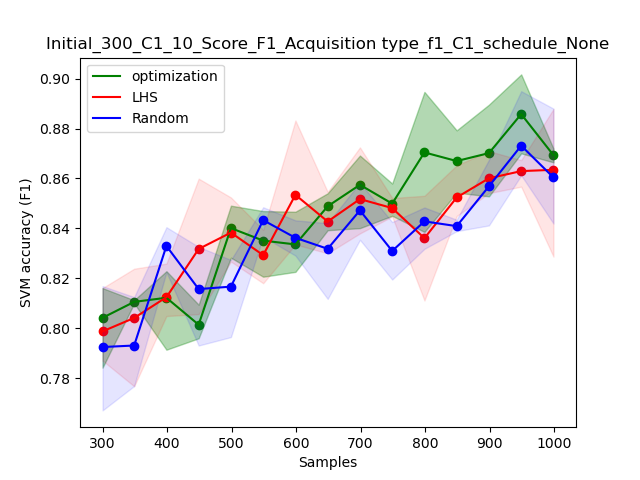 Initial_300_C1_10_Score_F1_Acquisition type_f1_C1_schedule_None
optimization
LHS
Random
0.90
0.88
0.86
0.84
0.82
0.80
0.78
SVM accuracy (F1)
300 400 500 600 700 800 900 1000
Samples